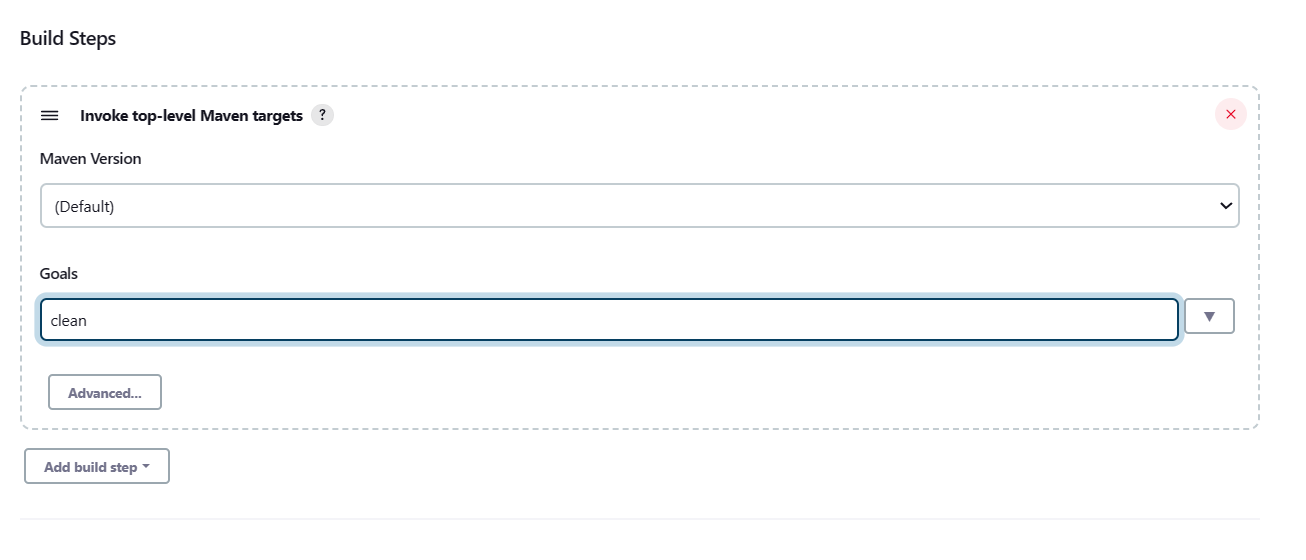 Build Steps
Invoke top-level Maven targets ?
Maven Version
(Default)
Goals
clean
Advanced...
Add build step